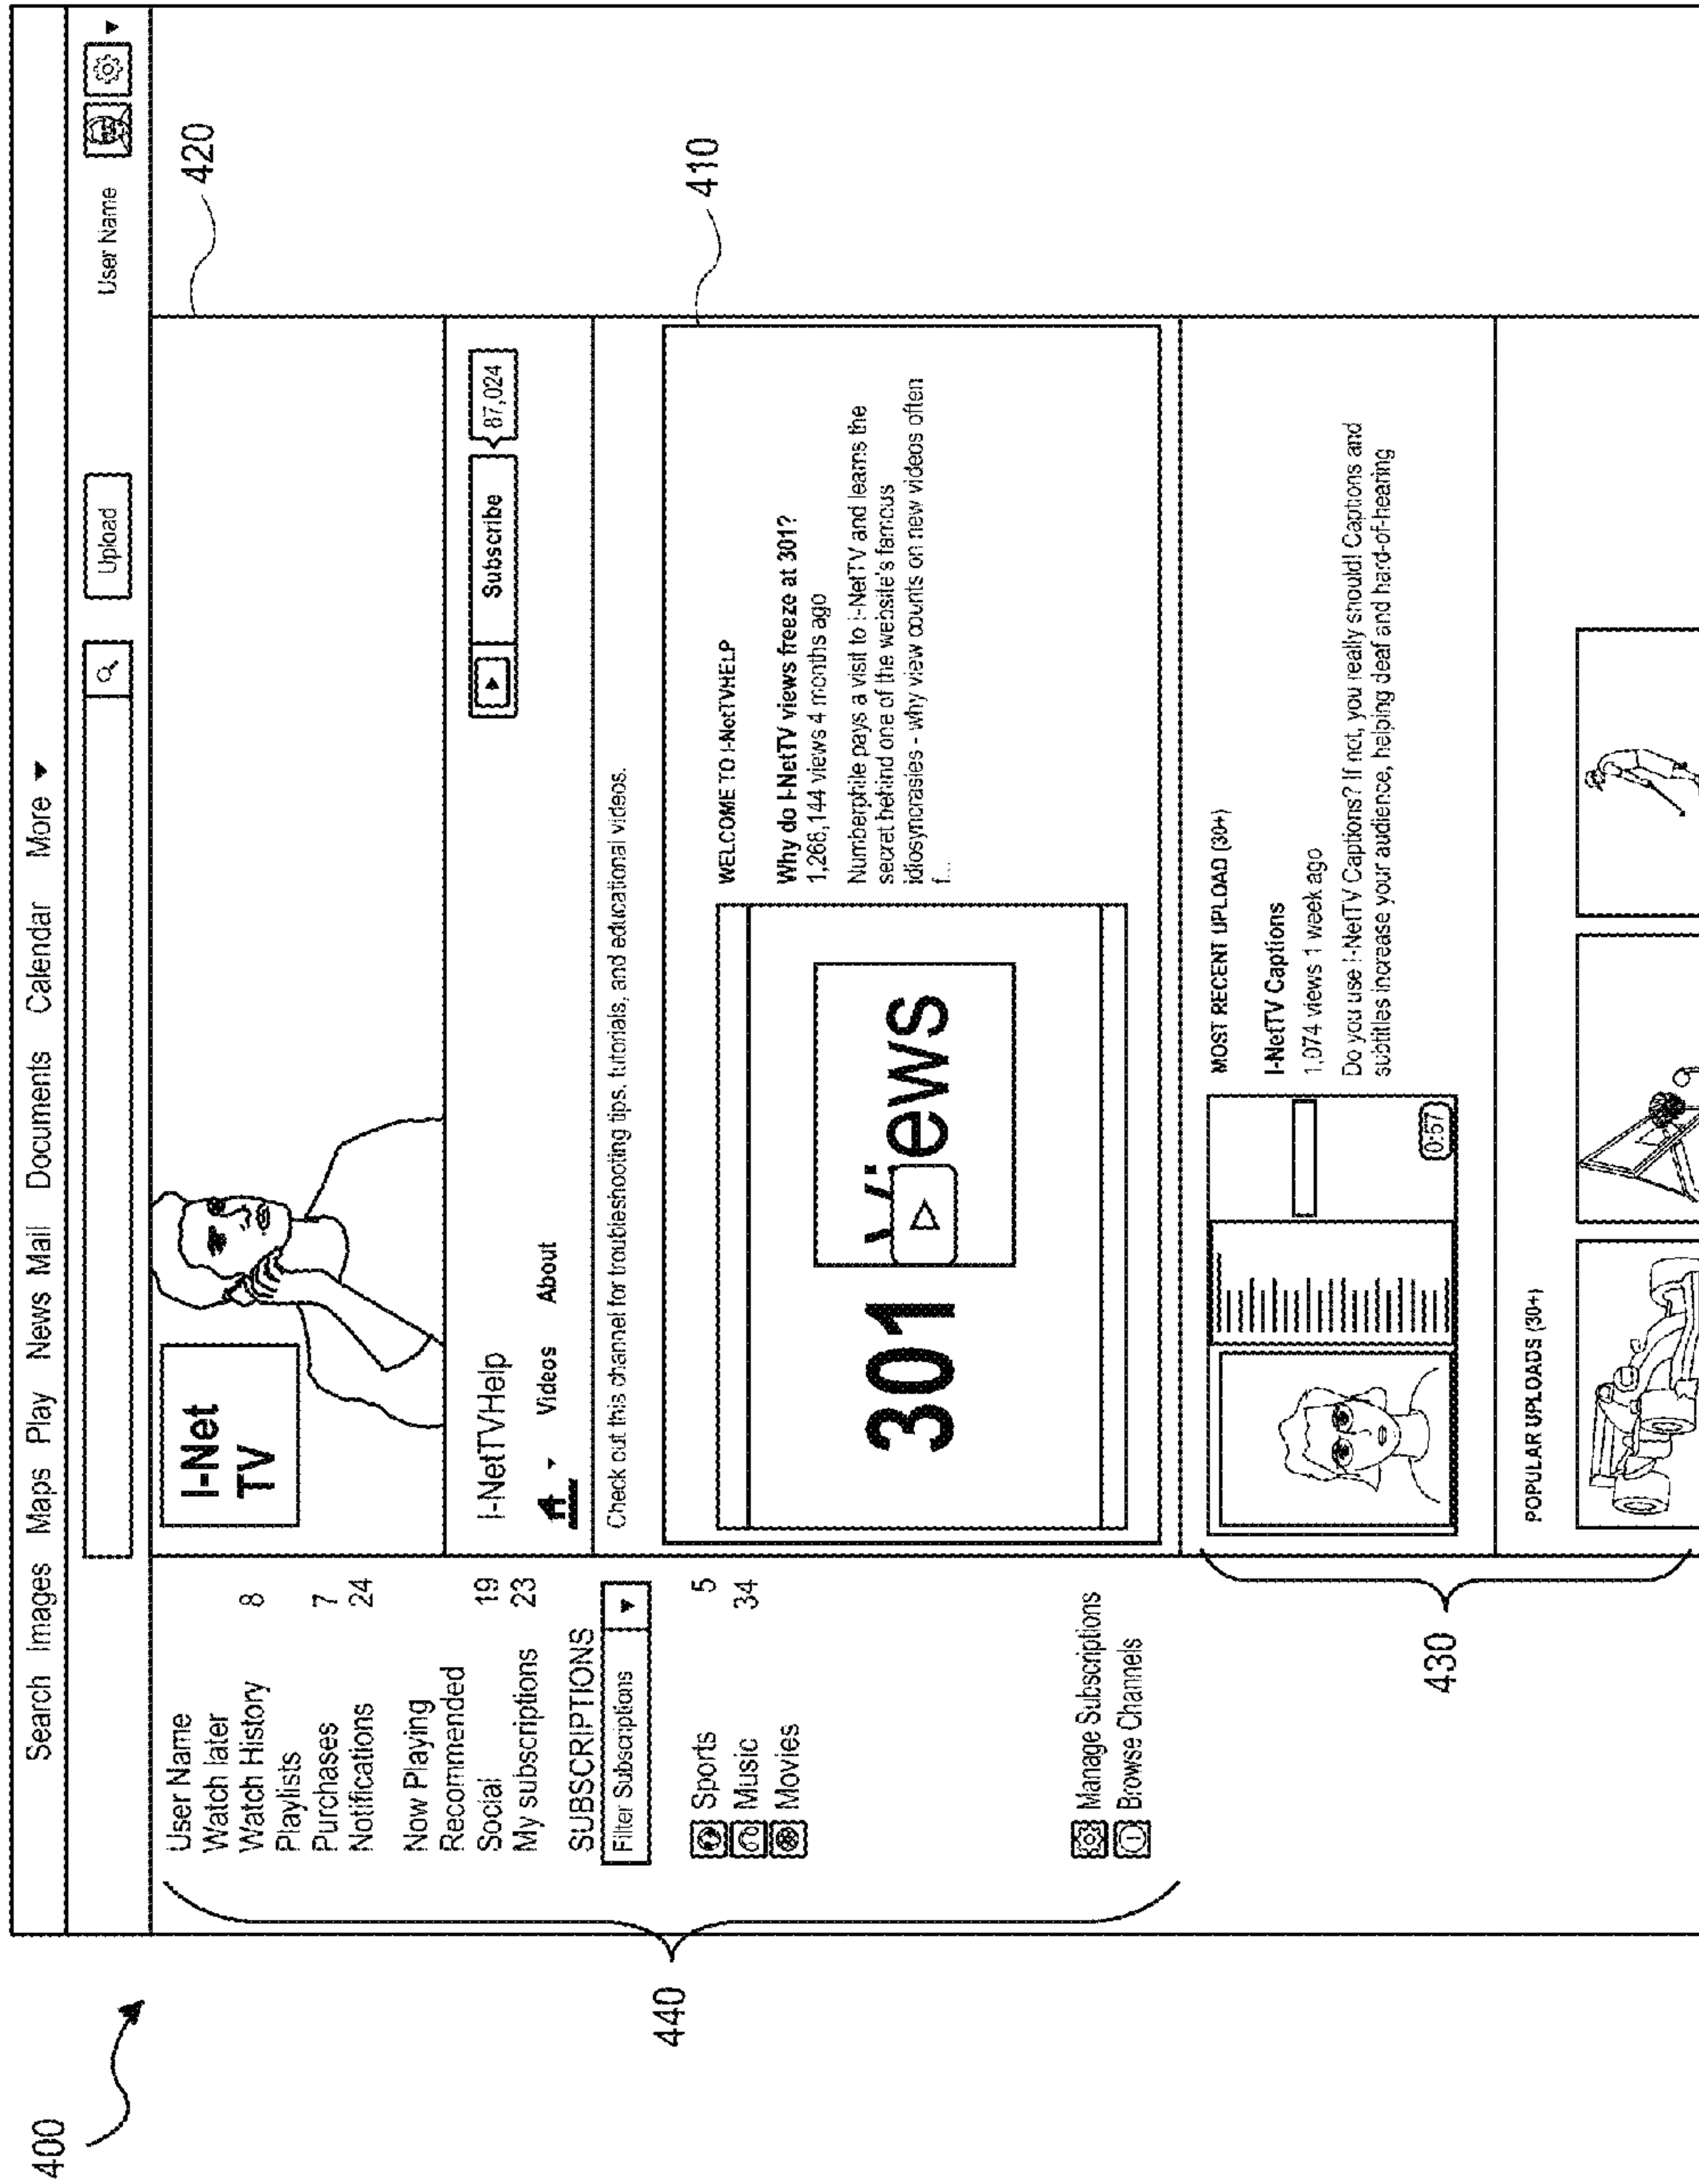 400
Search Images Maps Play News Mail Documents Calendar More
Upload
User Name
User Name
Watch later
Watch History 8
Playlists
Purchases 7
Notifications 24
Now Playing
Recommended
Social 19
My subscriptions 23
SUBSCRIPTIONS
Filter Subscriptions
Sports 5
Music 34
Movies
Manage Subscriptions
Browse Channels
440
I-Net
TV
420
I-NetTVHelp
Subscribe 87,024
Videos About
Check out this channel for troubleshooting tips, tutorials, and educational videos.
410
301 Views
WELCOME TO I-NetTVHELP
Why do I-NetTV views freeze at 301?
1,266,144 views 4 months ago
Numberphile pays a visit to I-NetTV and learns the
secret behind one of the website's famous
idiosyncrasies - why view counts on new videos often
f...
430
0:57
MOST RECENT UPLOAD (30+)
I-NetTV Captions
1,074 views 1 week ago
Do you use I-NetTV Captions? If not, you really should! Captions and
subtitles increase your audience, helping deaf and hard-of-hearing
POPULAR UPLOADS (30+)